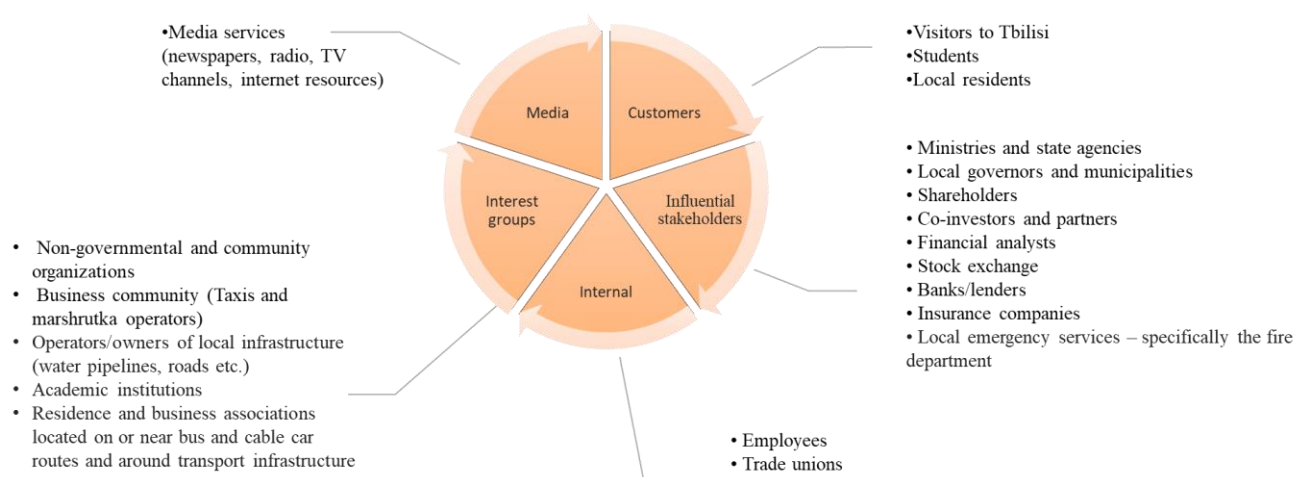 •Media services
(newspapers, radio, TV
channels, internet resources)
•Visitors to Tbilisi
•Students
•Local residents
Media
Customers
Interest
groups
Influential
stakeholders
Internal
• Ministries and state agencies
• Local governors and municipalities
• Shareholders
• Co-investors and partners
• Financial analysts
• Stock exchange
• Banks/lenders
• Insurance companies
• Local emergency services – specifically the fire
department
• Non-governmental and community
organizations
• Business community (Taxis and
marshrutka operators)
• Operators/owners of local infrastructure
(water pipelines, roads etc.)
• Academic institutions
• Residence and business associations
located on or near bus and cable car
routes and around transport infrastructure
• Employees
• Trade unions